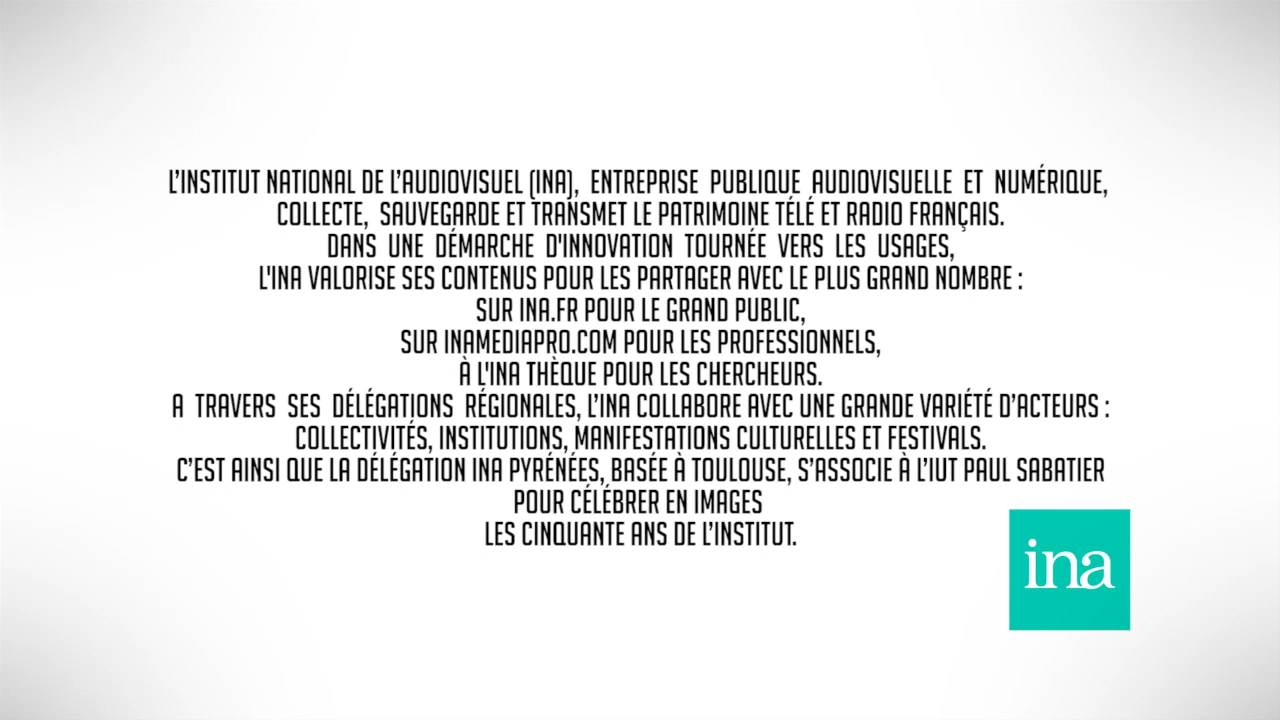 L'INSTITUT NATIONAL DE L'AUDIOVISUEL (INA), ENTREPRISE PUBLIQUE AUDIOVISUELLE ET NUMÉRIQUE,
COLLECTE, SAUVEGARDE ET TRANSMET LE PATRIMOINE TÉLÉ ET RADIO FRANÇAIS.
DANS UNE DÉMARCHE D'INNOVATION TOURNÉE VERS LES USAGES,
L'INA VALORISE SES CONTENUS POUR LES PARTAGER AVEC LE PLUS GRAND NOMBRE :
SUR INA.FR POUR LE GRAND PUBLIC,
SUR INAMEDIAPRO.COM POUR LES PROFESSIONNELS,
À L'INA THÈQUE POUR LES CHERCHEURS.
A TRAVERS SES DÉLÉGATIONS RÉGIONALES, L'INA COLLABORE AVEC UNE GRANDE VARIÉTÉ D'ACTEURS :
COLLECTIVITÉS, INSTITUTIONS, MANIFESTATIONS CULTURELLES ET FESTIVALS.
C'EST AINSI QUE LA DÉLÉGATION INA PYRÉNÉES, BASÉE À TOULOUSE, S'ASSOCIE À L'IUT PAUL SABATIER
POUR CÉLÉBRER EN IMAGES
LES CINQUANTE ANS DE L'INSTITUT.
ina